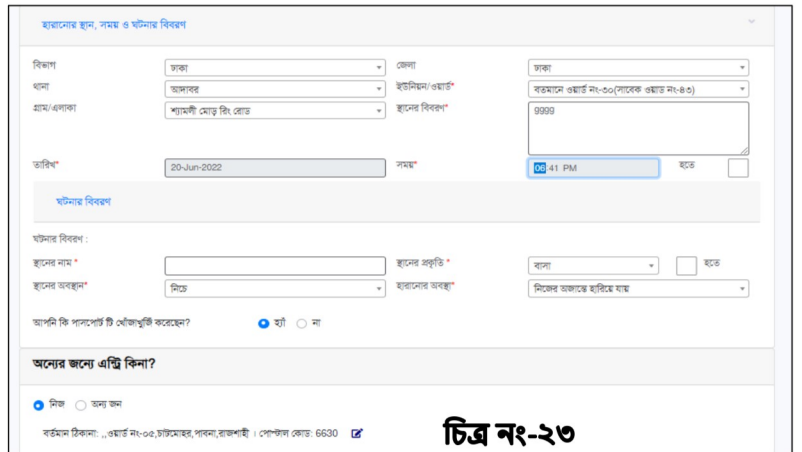 হারানোর স্থান, সময় ও ঘটনার বিবরণ
বিভাগ ঢাকা জেলা ঢাকা
থানা আদাবর ইউনিয়ন/ওয়ার্ড* বতমানে ওয়ার্ড নং-৩০(সাবেক ওয়াড নং-৪৩)
গ্রাম/এলাকা শ্যামলী মোড় রিং রোড স্থানের বিবরণ* 9999
তারিখ* 20-Jun-2022 সময়* 06:41 PM হতে
ঘটনার বিবরণ
ঘটনার বিবরণ :
স্থানের নাম * স্থানের প্রকৃতি * বাসা হতে
স্থানের অবস্থান* নিচে হারানোর অবস্থা* নিজের অজান্তে হারিয়ে যায়
আপনি কি পাসপোর্ট টি খোঁজাখুজিঁ করেছেন? হ্যাঁ না
অন্যের জন্যে এন্ট্রি কিনা?
নিজ অন্য জন
বর্তমান ঠিকানা: ,,ওয়ার্ড নং-০৫,চাটমোহর,পাবনা,রাজশাহী । পোস্টাল কোড: 6630
চিত্র নং-২৩